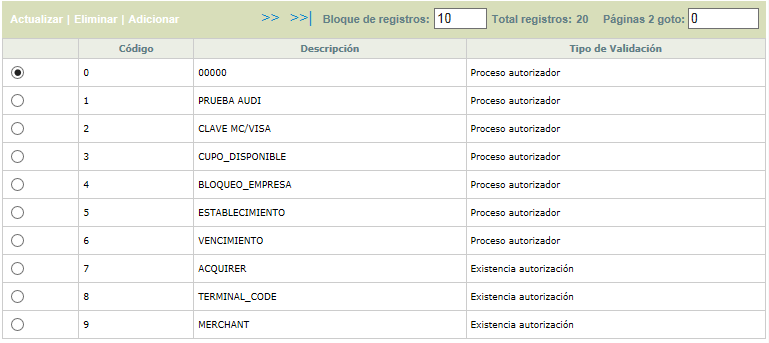 Actualizar | Eliminar | Adicionar >> >>| Bloque de registros: 10 Total registros: 20 Páginas 2 goto: 0
Código Descripción Tipo de Validación
0 00000 Proceso autorizador
1 PRUEBA AUDI Proceso autorizador
2 CLAVE MC/VISA Proceso autorizador
3 CUPO_DISPONIBLE Proceso autorizador
4 BLOQUEO_EMPRESA Proceso autorizador
5 ESTABLECIMIENTO Proceso autorizador
6 VENCIMIENTO Proceso autorizador
7 ACQUIRER Existencia autorización
8 TERMINAL_CODE Existencia autorización
9 MERCHANT Existencia autorización